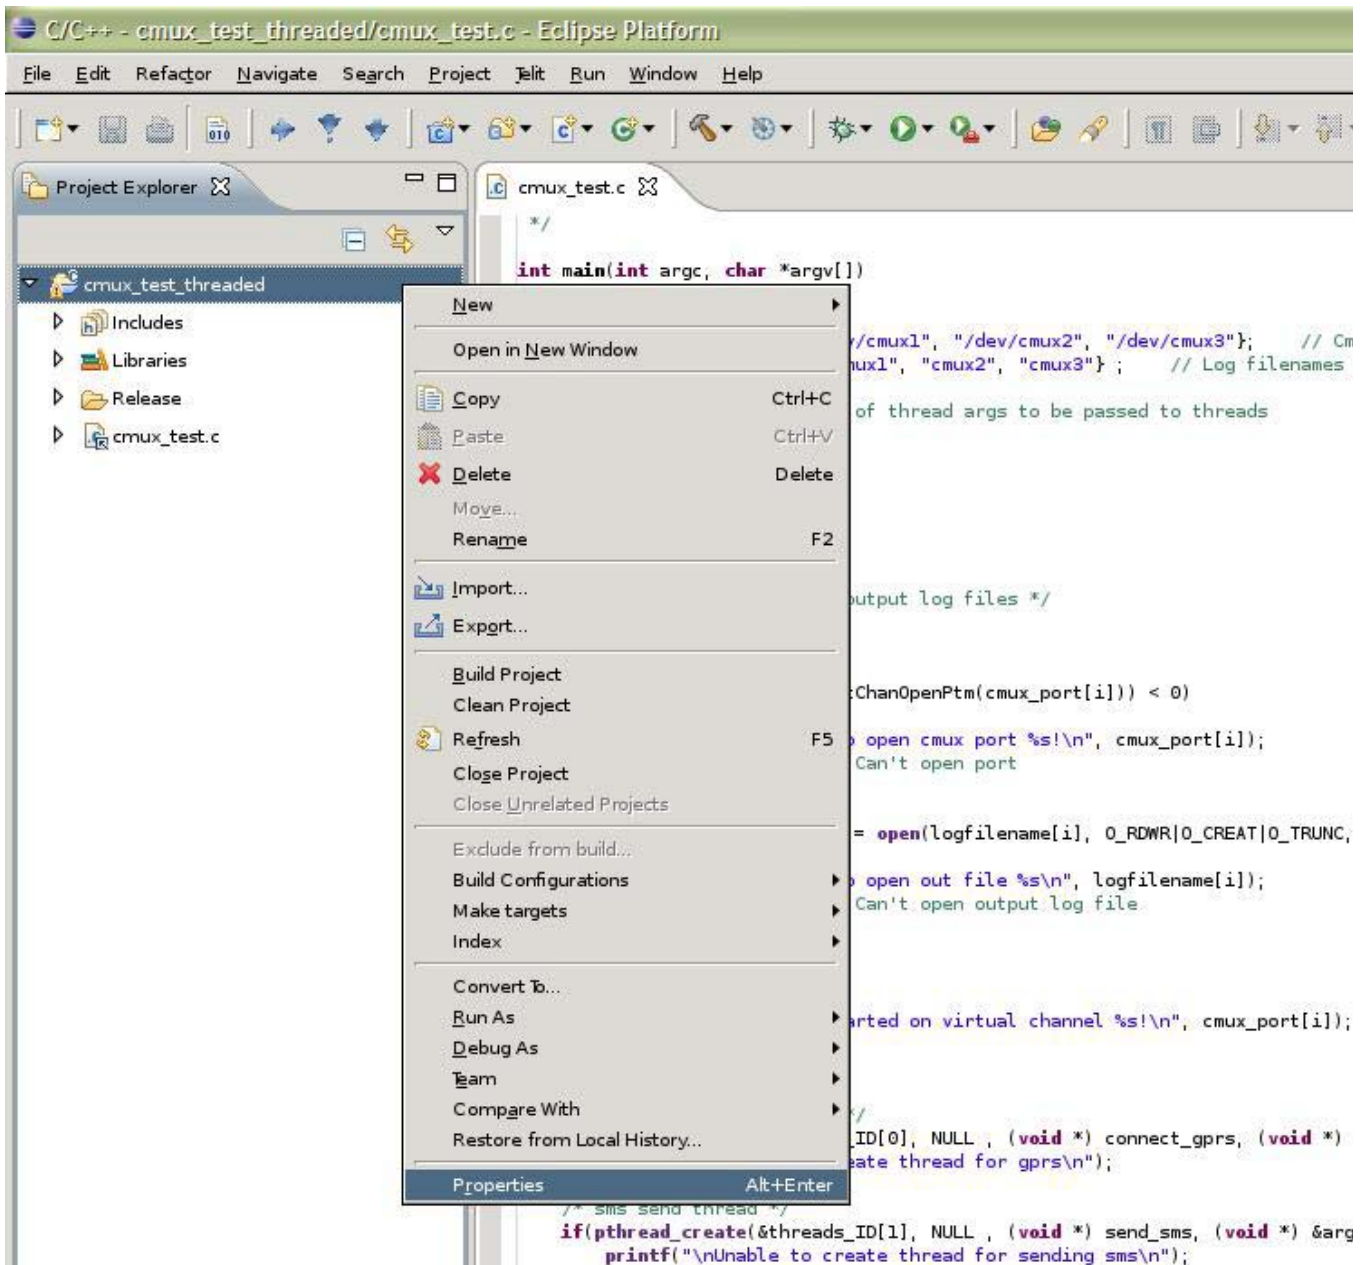 C/C++ - cmux_test_threaded/cmux_test.c - Eclipse Platform
File Edit Refactor Navigate Search Project Telit Run Window Help
Project Explorer
cmux_test.c
cmux_test_threaded
Includes
Libraries
Release
cmux_test.c
*/
int main(int argc, char *argv[])
/cmux1", "/dev/cmux2", "/dev/cmux3"}; // Cm
ux1", "cmux2", "cmux3"} ; // Log filenames
of thread args to be passed to threads
utput log files */
ChanOpenPtm(cmux_port[i])) < 0)
open cmux port %s!\n", cmux_port[i]);
Can't open port
= open(logfilename[i], O_RDWR|O_CREAT|O_TRUNC,
open out file %s\n", logfilename[i]);
Can't open output log file
arted on virtual channel %s!\n", cmux_port[i]);
*/
_ID[0], NULL , (void *) connect_gprs, (void *)
eate thread for gprs\n");
/* sms send thread */
if(pthread_create(&threads_ID[1], NULL , (void *) send_sms, (void *) &arg
printf("\nUnable to create thread for sending sms\n");
New
Open in New Window
Copy Ctrl+C
Paste Ctrl+V
Delete Delete
Move...
Rename F2
Import...
Export...
Build Project
Clean Project
Refresh F5
Close Project
Close Unrelated Projects
Exclude from build...
Build Configurations
Make targets
Index
Convert To...
Run As
Debug As
Team
Compare With
Restore from Local History...
Properties Alt+Enter